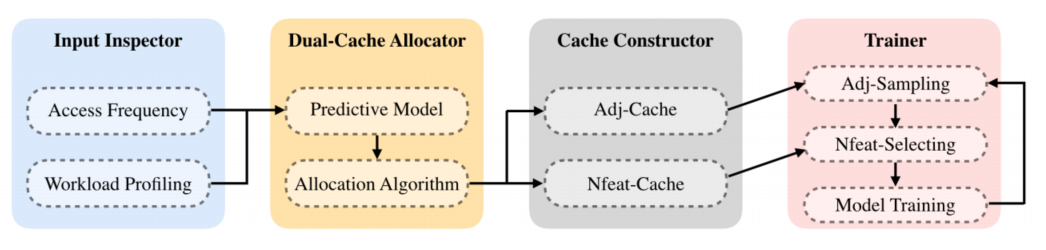 Input Inspector
Access Frequency
Workload Profiling
Dual-Cache Allocator
Predictive Model
Allocation Algorithm
Cache Constructor
Adj-Cache
Nfeat-Cache
Trainer
Adj-Sampling
Nfeat-Selecting
Model Training